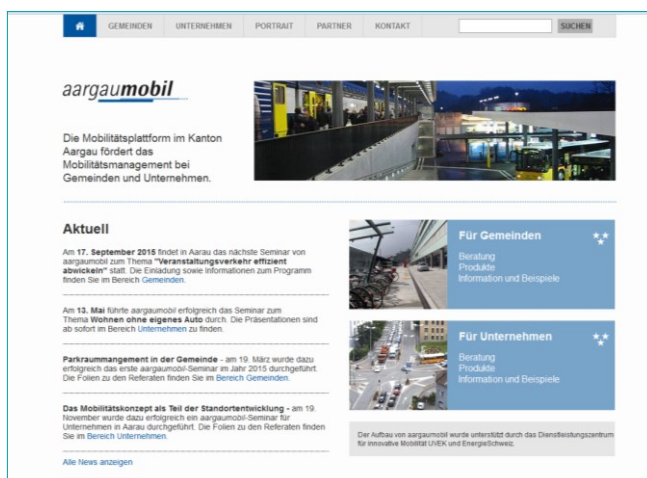 GEMEINDEN UNTERNEHMEN PORTRAIT PARTNER KONTAKT SUCHEN
aargaumobil
Die Mobilitätsplattform im Kanton
Aargau fördert das
Mobilitätsmanagement bei
Gemeinden und Unternehmen.
Aktuell
Am 17. September 2015 findet in Aarau das nächste Seminar von
aargaumobil zum Thema "Veranstaltungsverkehr effizient
abwickeln" statt. Die Einladung sowie Informationen zum Programm
finden Sie im Bereich Gemeinden.
Am 13. Mai führte aargaumobil erfolgreich das Seminar zum
Thema Wohnen ohne eigenes Auto durch. Die Präsentationen sind
ab sofort im Bereich Unternehmen zu finden.
Parkraummangement in der Gemeinde - am 19. März wurde dazu
erfolgreich das erste aargaumobil-Seminar im Jahr 2015 durchgeführt.
Die Folien zu den Referaten finden Sie im Bereich Gemeinden.
Das Mobilitätskonzept als Teil der Standortentwicklung - am 19.
November wurde dazu erfolgreich ein aargaumobil-Seminar für
Unternehmen in Aarau durchgeführt. Die Folien zu den Referaten finden
Sie im Bereich Unternehmen.
Alle News anzeigen
Für Gemeinden
Beratung
Produkte
Information und Beispiele
Für Unternehmen
Beratung
Produkte
Information und Beispiele
Der Aufbau von aargaumobil wurde unterstützt durch das Dienstleistungszentrum
für innovative Mobilität UVEK und EnergieSchweiz.